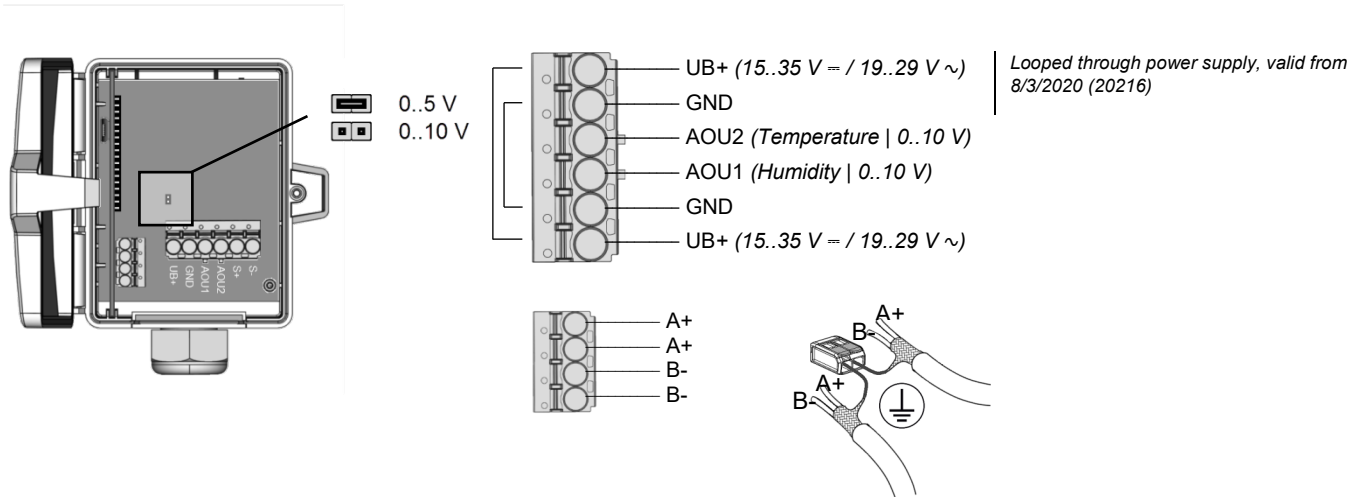 0..5 V
0..10 V
UB+
GND
AOU1
AOU2
S+
S-
UB+ (15..35 V ⎓ / 19..29 V ∿)
GND
AOU2 (Temperature | 0..10 V)
AOU1 (Humidity | 0..10 V)
GND
UB+ (15..35 V ⎓ / 19..29 V ∿)
Looped through power supply, valid from
8/3/2020 (20216)
A+
A+
B-
B-
A+
B-
A+
B-